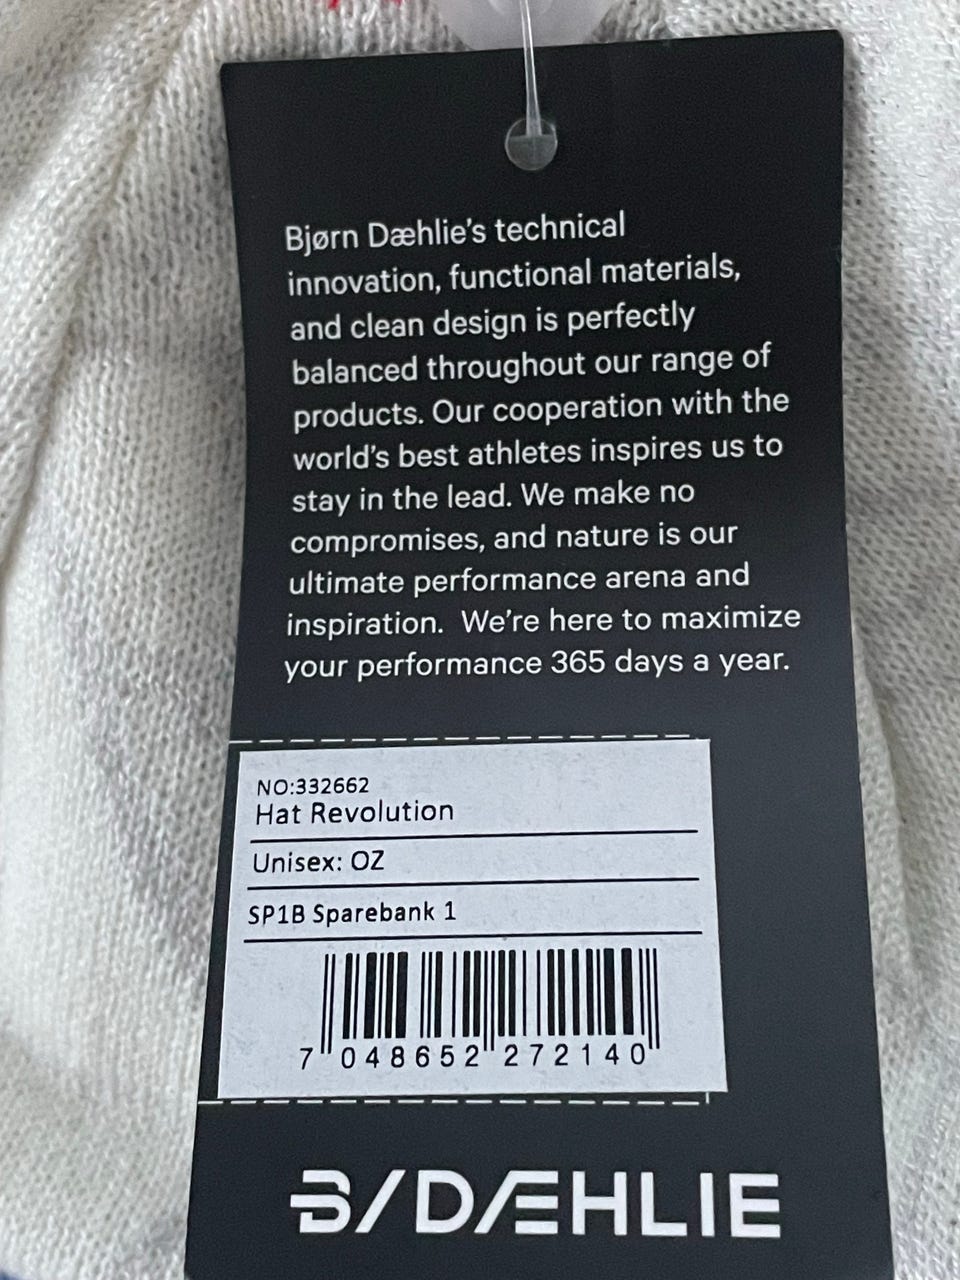 Bjørn Dæhlie's technical
innovation, functional materials,
and clean design is perfectly
balanced throughout our range of
products. Our cooperation with the
world's best athletes inspires us to
stay in the lead. We make no
compromises, and nature is our
ultimate performance arena and
inspiration.  We're here to maximize
your performance 365 days a year.
NO:332662
Hat Revolution
Unisex: OZ
SP1B Sparebank 1
7 048652 272140
B/DÆHLIE